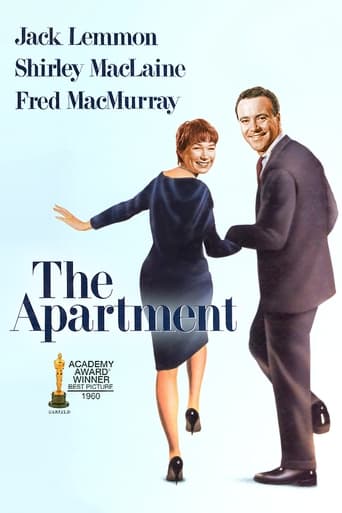 Jack Lemmon
Shirley MacLaine
Fred MacMurray
The
Apartment
ACADEMY
AWARD®
WINNER
BEST PICTURE
1960